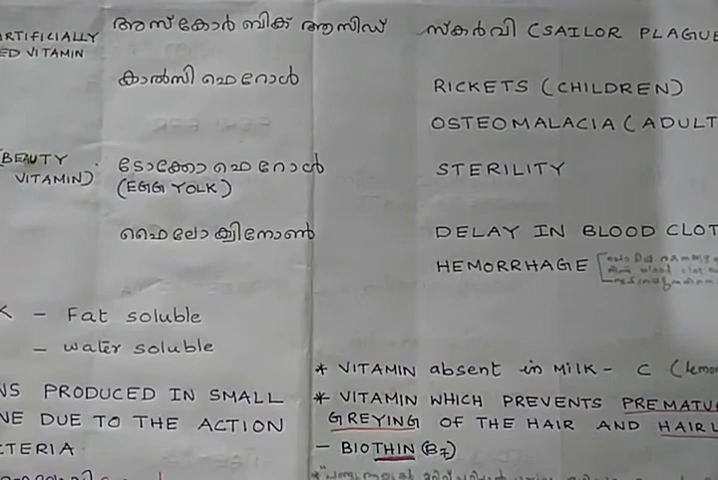 ARTIFICIALLY അസ്കോർബിക് ആസിഡ് സ്കർവി (SAILOR PLAGUE
ED VITAMIN
കാൽസിഫെറോൾ RICKETS (CHILDREN)
OSTEOMALACIA (ADULT
(BEAUTY VITAMIN) ടോക്കോഫെറോൾ STERILITY
(EGG YOLK)
ഫൈലോക്വിനോൺ DELAY IN BLOOD CLOT
HEMORRHAGE
K - Fat soluble
- water soluble
* VITAMIN absent in MILK - C (lemon
NS PRODUCED IN SMALL
NE DUE TO THE ACTION
CTERIA
* VITAMIN WHICH PREVENTS PREMATU
GREYING OF THE HAIR AND HAIRL
- BIOTHIN (B7)